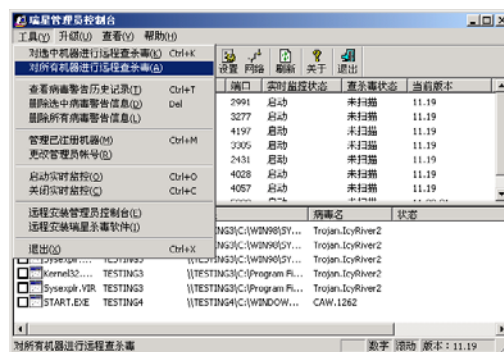 瑞星管理员控制台
工具(T) 升级(U) 查看(V) 帮助(H)
对选中机器进行远程查杀毒(K) Ctrl+K
对所有机器进行远程查杀毒(A)
查看病毒警告历史记录(T) Ctrl+T
删除选中病毒警告信息(D) Del
删除所有病毒警告信息(L)
管理已注册机器(M) Ctrl+M
更改管理员帐号(B)
启动实时监控(O) Ctrl+O
关闭实时监控(C) Ctrl+C
远程安装管理员控制台(E)
远程安装瑞星杀毒软件(I)
退出(X) Ctrl+X
设置 网络 刷新 关于 退出
端口 实时监控状态 查杀毒状态 当前版本
2991 启动 未扫描 11.19
3277 启动 未扫描 11.19
4197 启动 未扫描 11.19
3305 启动 未扫描 11.19
2431 启动 未扫描 11.19
4028 启动 未扫描 11.19
4057 启动 未扫描 11.19
病毒名 状态
ING3\C:\WIN98\SY... Trojan.IcyRiver2
ING3\C:\WIN98\SY... Trojan.IcyRiver2
Sysexplr.... TESTING3 \\TESTING3\C:\WIN98\SY... Trojan.IcyRiver2
Kernel32.... TESTING3 \\TESTING3\C:\Program Fi... Trojan.IcyRiver2
Sysexplr.VIR TESTING3 \\TESTING3\C:\Program Fi... Trojan.IcyRiver2
START.EXE TESTING4 \\TESTING4\C:\WINDOW... CAW.1262
对所有机器进行远程查杀毒 数字 滚动 版本：11.19